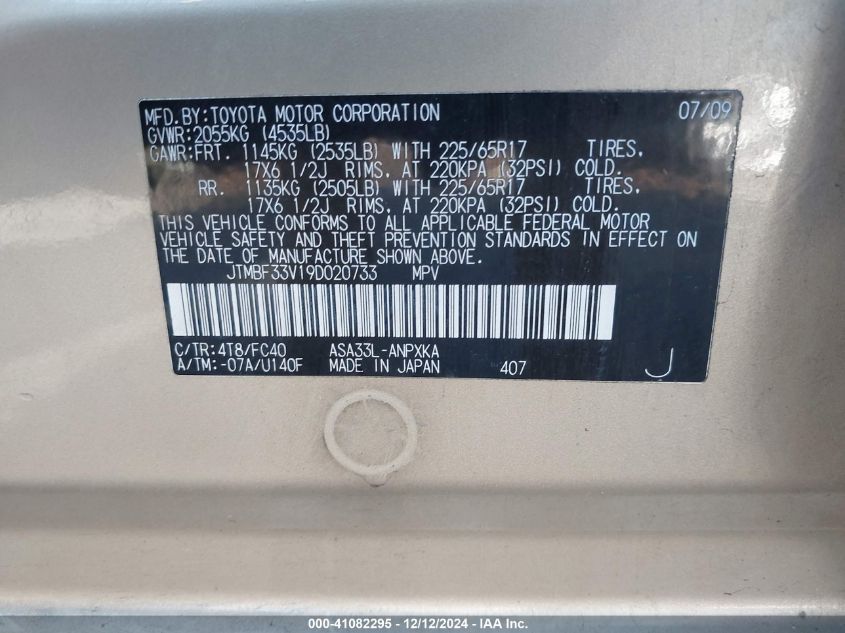 MFD.BY:TOYOTA MOTOR CORPORATION 07/09
GVWR:2055KG (4535LB)
GAWR:FRT. 1145KG (2535LB) WITH 225/65R17 TIRES,
17X6 1/2J RIMS, AT 220KPA (32PSI) COLD.
RR. 1135KG (2505LB) WITH 225/65R17 TIRES,
17X6 1/2J RIMS, AT 220KPA (32PSI) COLD.
THIS VEHICLE CONFORMS TO ALL APPLICABLE FEDERAL MOTOR
VEHICLE SAFETY AND THEFT PREVENTION STANDARDS IN EFFECT ON
THE DATE OF MANUFACTURE SHOWN ABOVE.
JTMBF33V19D020733 MPV
C/TR:4T8/FC40 ASA33L-ANPXKA
A/TM:-07A/U140F MADE IN JAPAN 407 J
000-41082295 - 12/12/2024 - IAAI.com